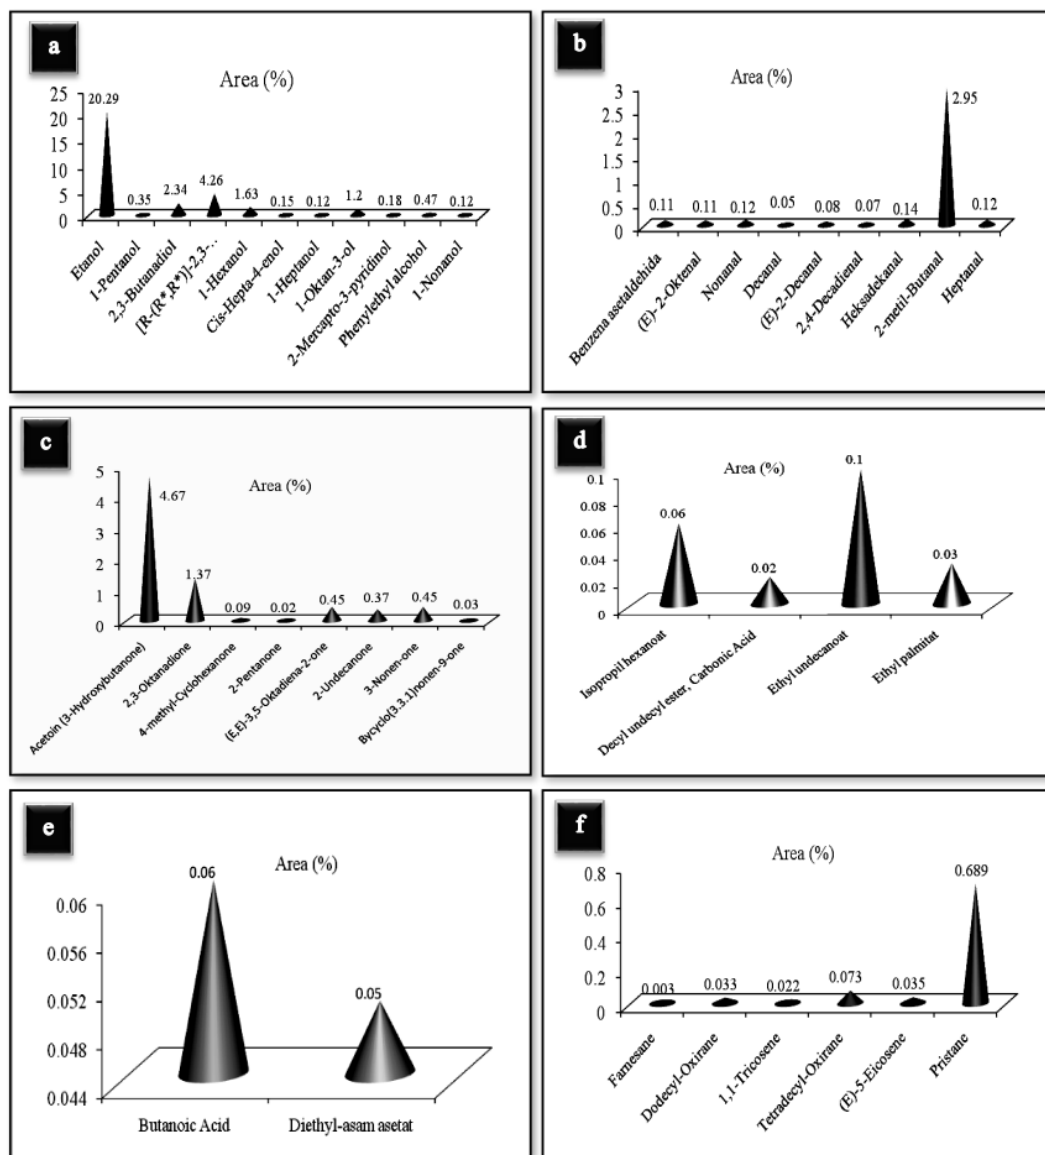 a
Area (%)
25
20
15
10
5
0
20.29
0.35
2.34
4.26
1.63
0.15
0.12
1.2
0.18
0.47
0.12
Etanol
1-Pentanol
2,3-Butanadiol
[R-(R*,R*)]-2,3-...
1-Hexanol
Cis-Hepta-4-enol
1-Heptanol
1-Oktan-3-ol
2-Mercapto-3-pyridinol
Phenylethyl alcohol
1-Nonanol
b
Area (%)
3
2.5
2
1.5
1
0.5
0
0.11
0.11
0.12
0.05
0.08
0.07
0.14
2.95
0.12
Benzena asetaldehida
(E)-2-Oktenal
Nonanal
Decanal
(E)-2-Decanal
2,4-Decadienal
Heksadekanal
2-metil-Butanal
Heptanal
c
Area (%)
5
4
3
2
1
0
4.67
1.37
0.09
0.02
0.45
0.37
0.45
0.03
Acetoin (3-Hydroxybutanone)
2,3-Oktanadione
4-methyl-Cyclohexanone
2-Pentanone
(E,E)-3,5-Oktadiena-2-one
2-Undecanone
3-Nonen-one
Bycyclo(3.3.1)nonen-9-one
d
Area (%)
0.1
0.08
0.06
0.04
0.02
0
0.06
0.02
0.1
0.03
Isopropil hexanoat
Decyl undecyl ester, Carbonic Acid
Ethyl undecanoat
Ethyl palmitat
e
Area (%)
0.06
0.056
0.052
0.048
0.044
0.06
0.05
Butanoic Acid
Diethyl-asam asetat
f
Area (%)
0.8
0.6
0.4
0.2
0
0.003
0.033
0.022
0.073
0.035
0.689
Farnesane
Dodecyl-Oxirane
1,1-Tricosene
Tetradecyl-Oxirane
(E)-5-Eicosene
Pristane